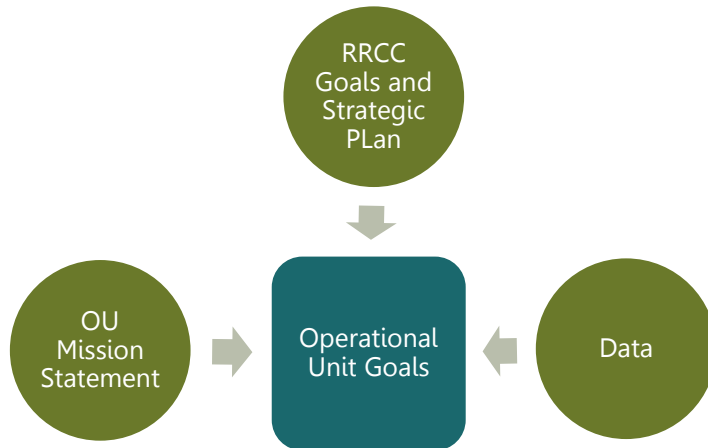 RRCC
Goals and
Strategic
PLan
OU
Mission
Statement
Operational
Unit Goals
Data